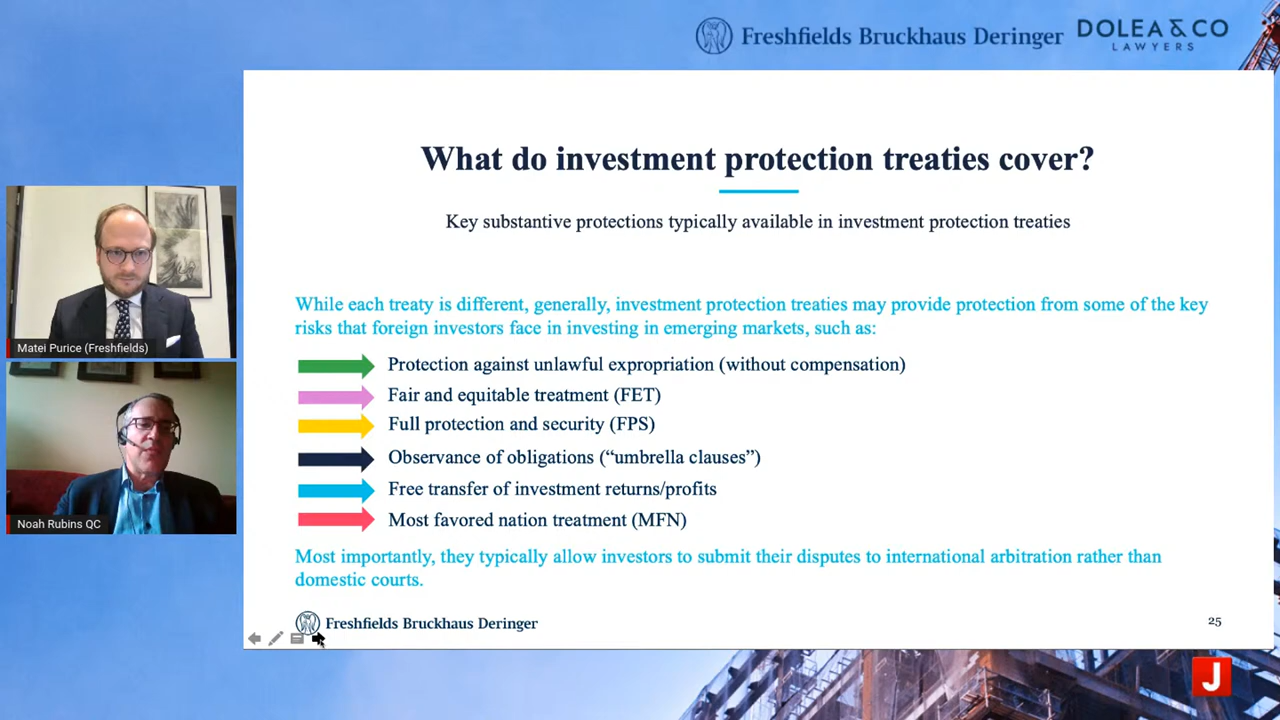 Freshfields Bruckhaus Deringer
DOLEA & CO
LAWYERS
What do investment protection treaties cover?
Key substantive protections typically available in investment protection treaties
While each treaty is different, generally, investment protection treaties may provide protection from some of the key
risks that foreign investors face in investing in emerging markets, such as:
Protection against unlawful expropriation (without compensation)
Fair and equitable treatment (FET)
Full protection and security (FPS)
Observance of obligations (“umbrella clauses”)
Free transfer of investment returns/profits
Most favored nation treatment (MFN)
Most importantly, they typically allow investors to submit their disputes to international arbitration rather than
domestic courts.
Freshfields Bruckhaus Deringer
25
Matei Purice (Freshfields)
Noah Rubins QC
J